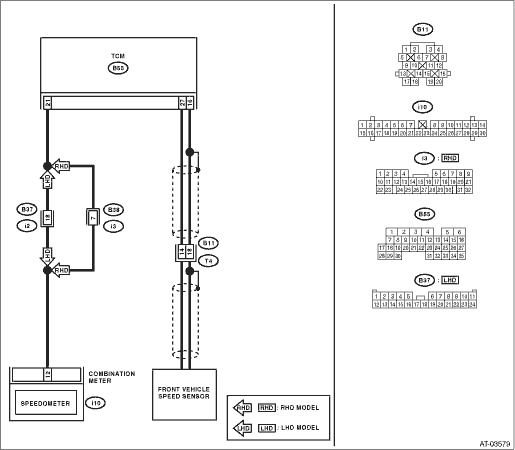 TCM
B55
21
27
16
RHD
LHD
B37
18
i2
B38
7
i3
LHD
RHD
B11
14
18
T4
12
COMBINATION
METER
SPEEDOMETER
i10
FRONT VEHICLE
SPEED SENSOR
RHD RHD : RHD MODEL
LHD LHD : LHD MODEL
B11
1 2 3 4
5 6 7 8
9 10 11 12
13 14 15 16
17 18 19 20
i10
1 2 3 4 5 6 7 8 9 10 11 12 13 14
15 16 17 18 19 20 21 22 23 24 25 26 27 28 29 30
i3 : RHD
1 2 3 4 5 6 7 8 9
10 11 12 13 14 15 16 17 18 19 20 21
22 23 24 25 26 27 28 29 30 31 32
B55
1 2 3 4 5 6
7 8 9 10 11 12 13 14 15 16
17 18 19 20 21 22 23 24 25 26 27
28 29 30 31 32 33 34 35
B37 : LHD
1 2 3 4 5 6 7 8 9 10 11
12 13 14 15 16 17 18 19 20 21 22 23 24
AT-03579